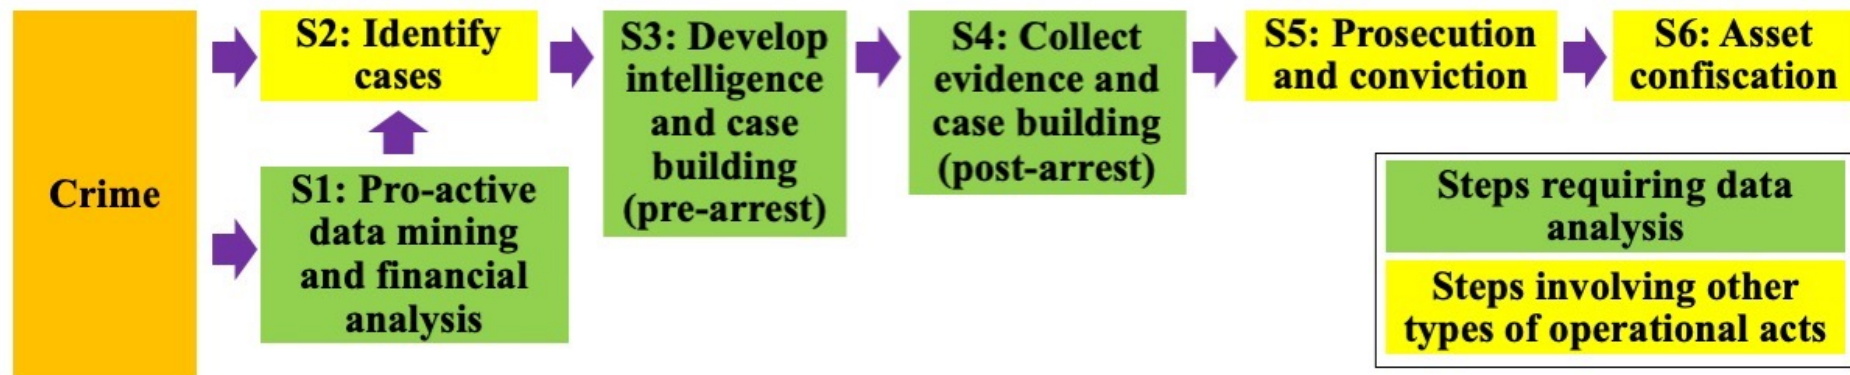 Crime
S2: Identify
cases
S1: Pro-active
data mining
and financial
analysis
S3: Develop
intelligence
and case
building
(pre-arrest)
S4: Collect
evidence and
case building
(post-arrest)
S5: Prosecution
and conviction
S6: Asset
confiscation
Steps requiring data
analysis
Steps involving other
types of operational acts